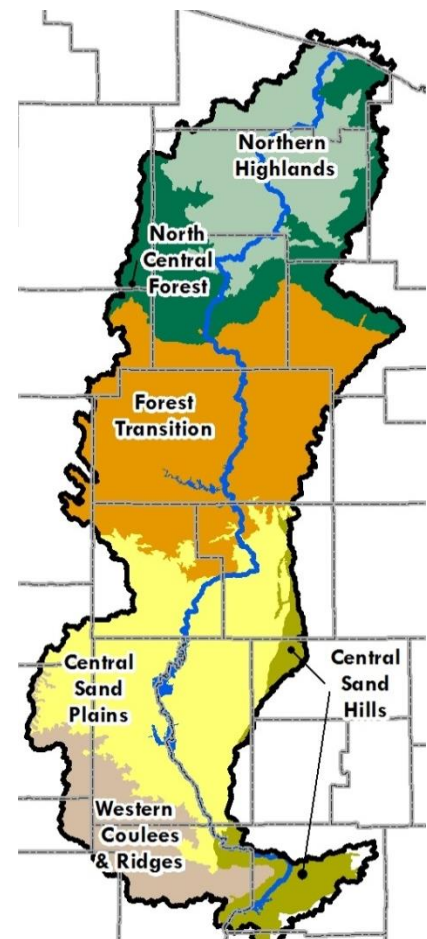 Northern
Highlands
North
Central
Forest
Forest
Transition
Central
Sand
Plains
Central
Sand
Hills
Western
Coulees
& Ridges